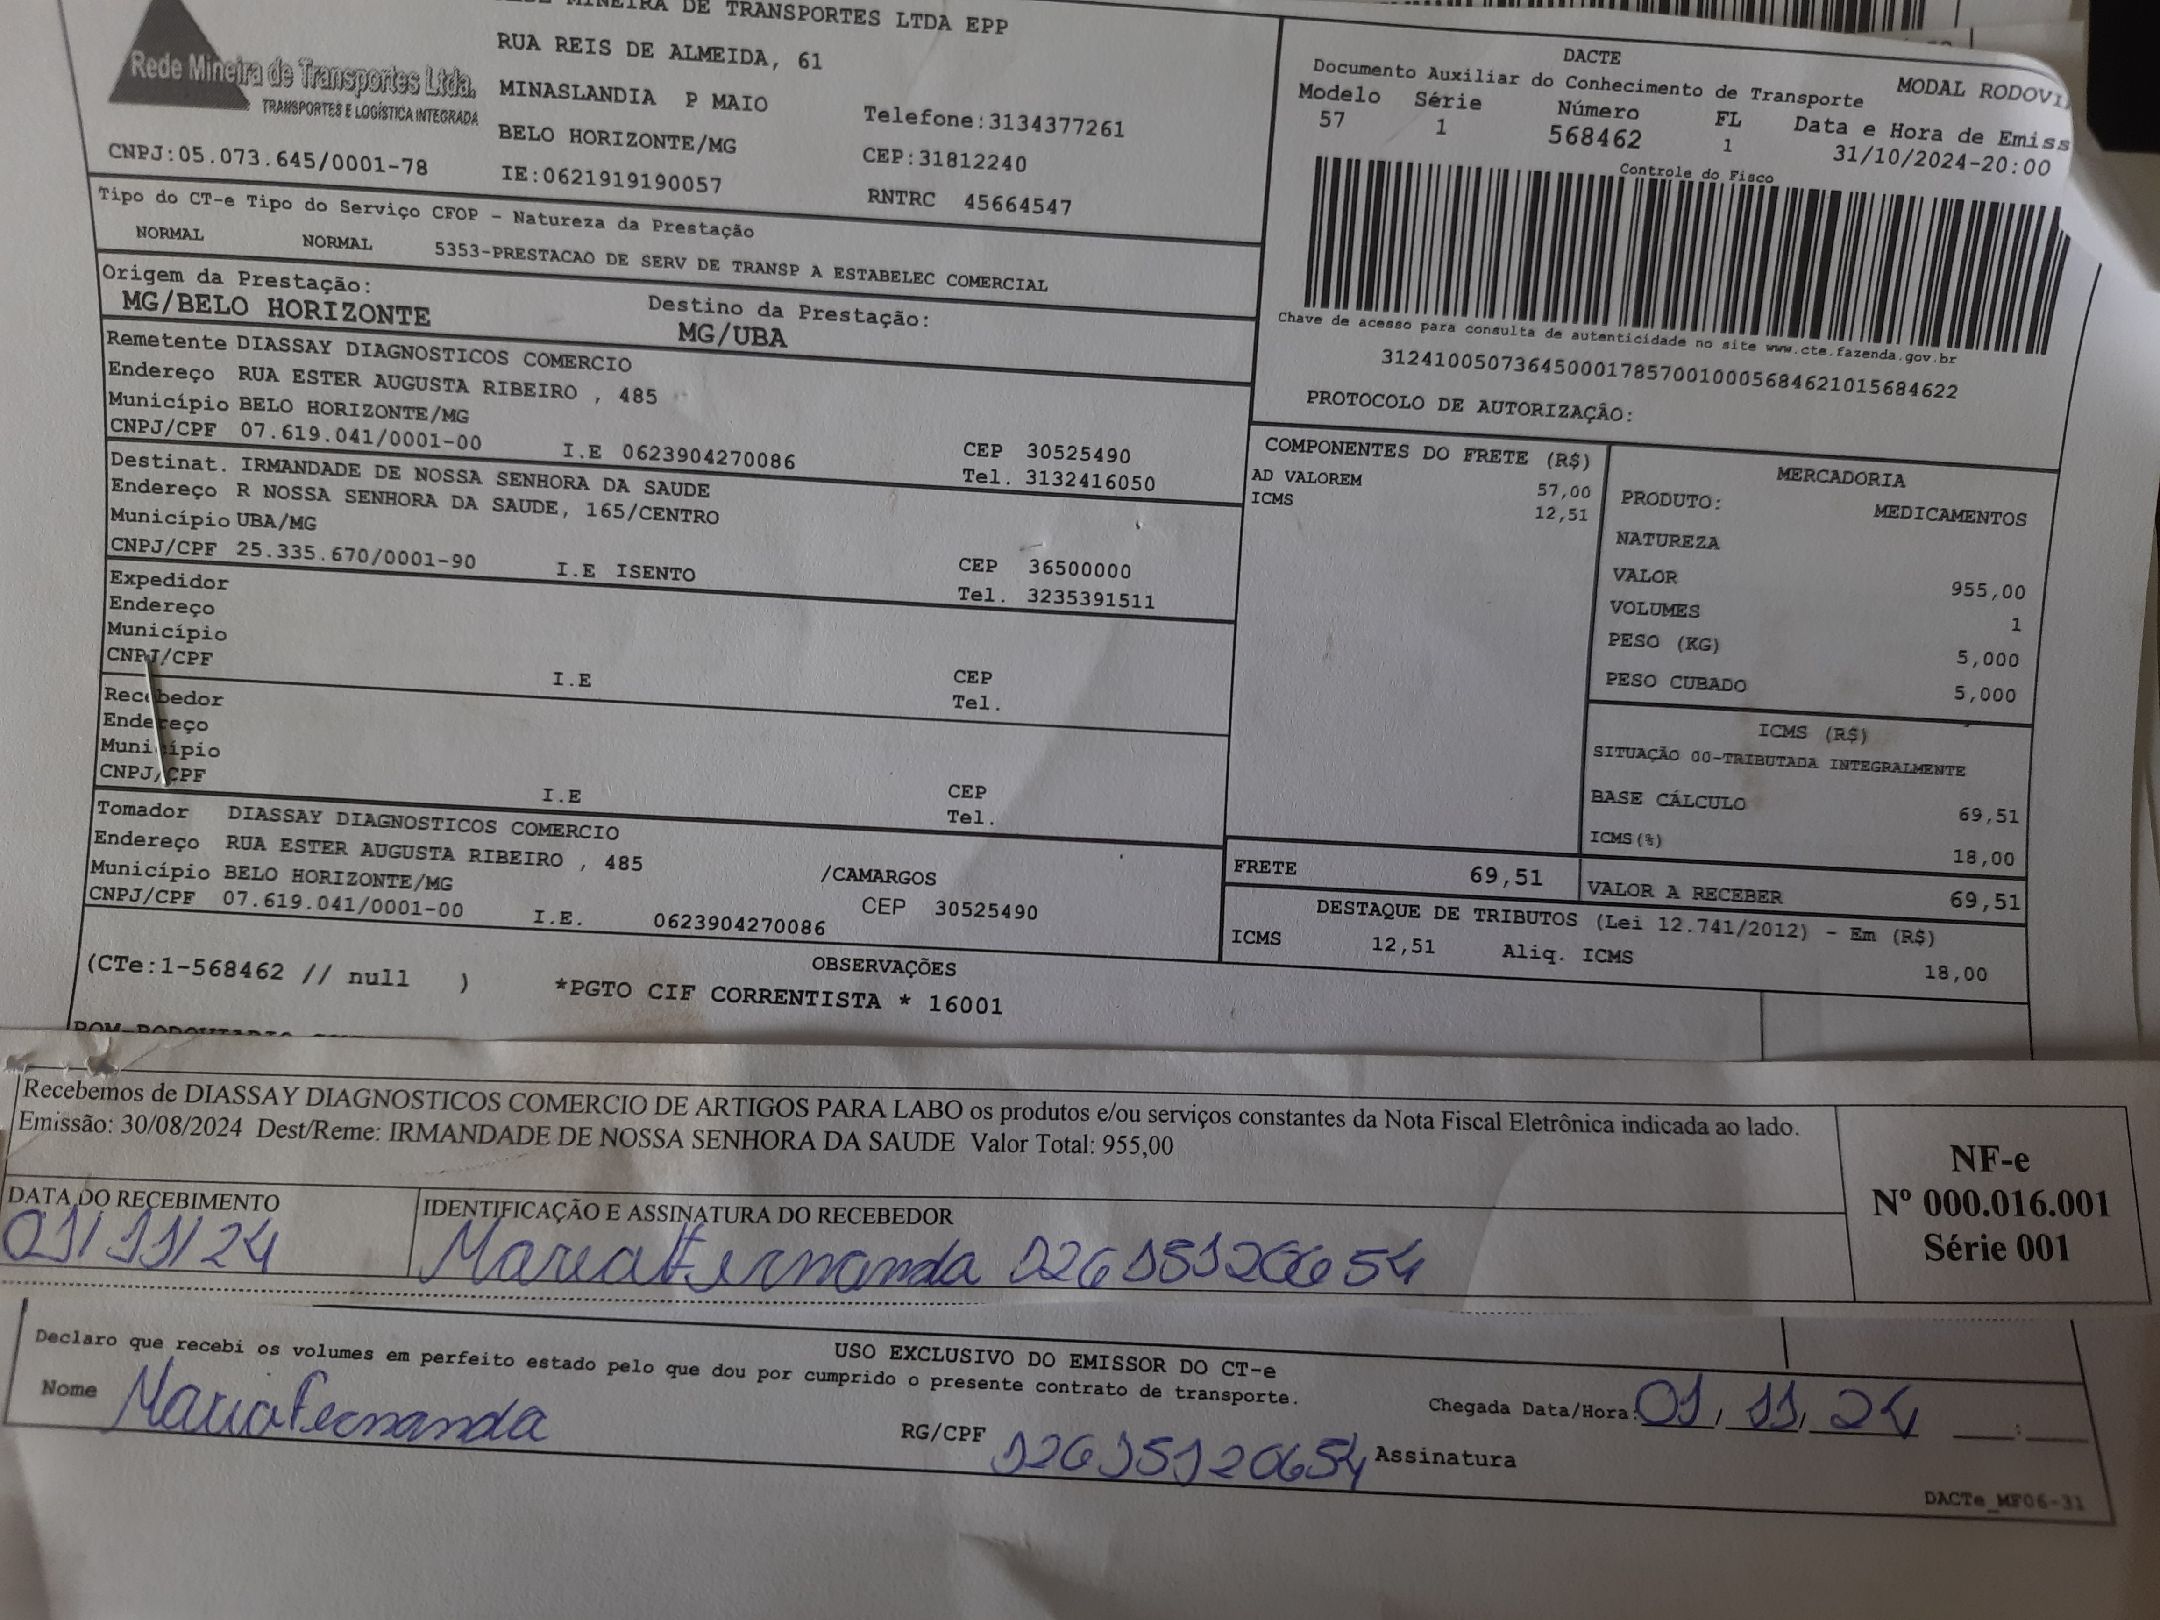 MINEIRA DE TRANSPORTES LTDA EPP
Rede Mineira de Transportes Ltda.
TRANSPORTES E LOGÍSTICA INTEGRADA
RUA REIS DE ALMEIDA, 61
MINASLANDIA P MAIO
BELO HORIZONTE/MG
Telefone:3134377261
CEP:31812240
CNPJ:05.073.645/0001-78
IE:0621919190057
RNTRC 45664547
DACTE
MODAL RODOVI
Documento Auxiliar do Conhecimento de Transporte
Modelo Série Número FL Data e Hora de Emiss
57 1 568462 1 31/10/2024-20:00
Controle do Fisco
Chave de acesso para consulta de autenticidade no site www.cte.fazenda.gov.br
31241005073645000178570010005684621015684622
PROTOCOLO DE AUTORIZAÇÃO:
Tipo do CT-e Tipo do Serviço CFOP - Natureza da Prestação
NORMAL NORMAL 5353-PRESTACAO DE SERV DE TRANSP A ESTABELEC COMERCIAL
Origem da Prestação: Destino da Prestação:
MG/BELO HORIZONTE MG/UBA
Remetente DIASSAY DIAGNOSTICOS COMERCIO
Endereço RUA ESTER AUGUSTA RIBEIRO , 485
Município BELO HORIZONTE/MG CEP 30525490
CNPJ/CPF 07.619.041/0001-00 I.E 0623904270086 Tel. 3132416050
Destinat. IRMANDADE DE NOSSA SENHORA DA SAUDE
Endereço R NOSSA SENHORA DA SAUDE, 165/CENTRO
Município UBA/MG CEP 36500000
CNPJ/CPF 25.335.670/0001-90 I.E ISENTO Tel. 3235391511
Expedidor
Endereço
Município CEP
CNPJ/CPF I.E Tel.
Recebedor
Endereço
Município CEP
CNPJ/CPF I.E Tel.
Tomador DIASSAY DIAGNOSTICOS COMERCIO
Endereço RUA ESTER AUGUSTA RIBEIRO , 485 /CAMARGOS
Município BELO HORIZONTE/MG CEP 30525490
CNPJ/CPF 07.619.041/0001-00 I.E. 0623904270086
COMPONENTES DO FRETE (R$)
AD VALOREM 57,00
ICMS 12,51
MERCADORIA
PRODUTO: MEDICAMENTOS
NATUREZA
VALOR 955,00
VOLUMES 1
PESO (KG) 5,000
PESO CUBADO 5,000
ICMS (R$)
SITUAÇÃO 00-TRIBUTADA INTEGRALMENTE
BASE CÁLCULO 69,51
ICMS(%) 18,00
FRETE 69,51 VALOR A RECEBER 69,51
DESTAQUE DE TRIBUTOS (Lei 12.741/2012) - Em (R$)
ICMS 12,51 Aliq. ICMS 18,00
OBSERVAÇÕES
(CTe:1-568462 // null ) *PGTO CIF CORRENTISTA * 16001
Recebemos de DIASSAY DIAGNOSTICOS COMERCIO DE ARTIGOS PARA LABO os produtos e/ou serviços constantes da Nota Fiscal Eletrônica indicada ao lado.
Emissão: 30/08/2024 Dest/Reme: IRMANDADE DE NOSSA SENHORA DA SAUDE Valor Total: 955,00
DATA DO RECEBIMENTO IDENTIFICAÇÃO E ASSINATURA DO RECEBEDOR
01/11/24 Maria Fernanda 12615120654
NF-e
Nº 000.016.001
Série 001
USO EXCLUSIVO DO EMISSOR DO CT-e
Declaro que recebi os volumes em perfeito estado pelo que dou por cumprido o presente contrato de transporte.
Nome Maria Fernanda RG/CPF 12615120654 Assinatura
Chegada Data/Hora: 01, 11, 24 :
DACTe_MF06-31